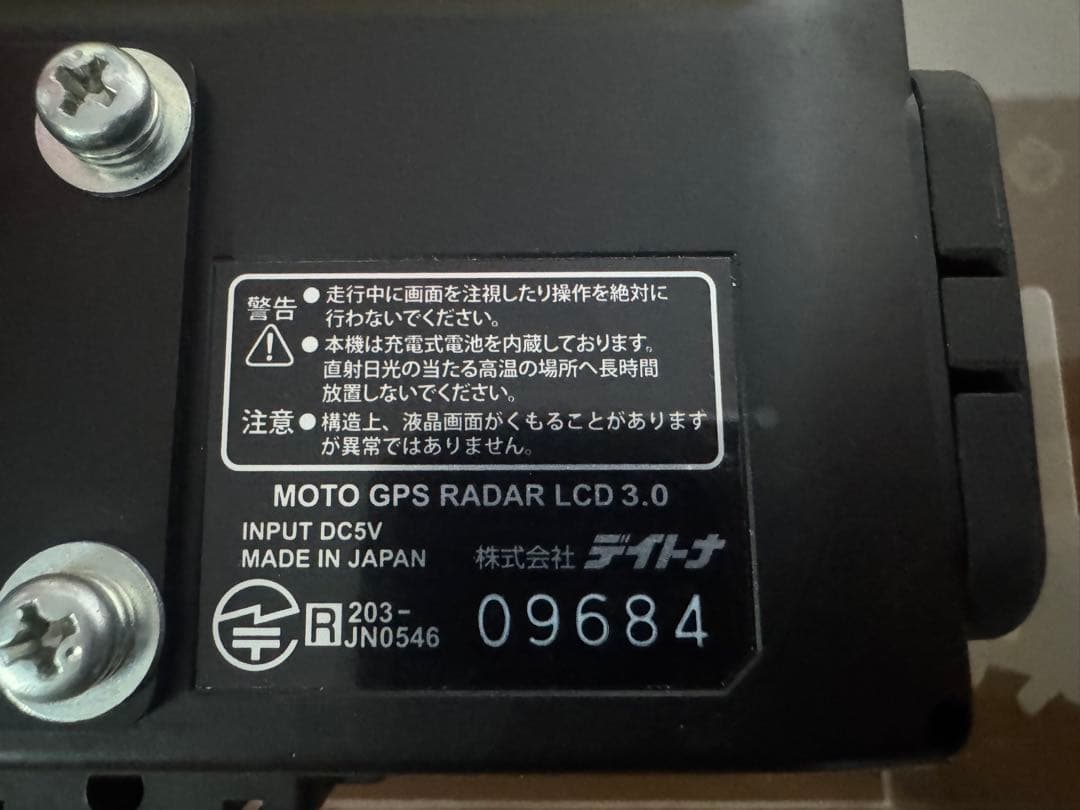 警告 ● 走行中に画面を注視したり操作を絶対に
行わないでください。
● 本機は充電式電池を内蔵しております。
直射日光の当たる高温の場所へ長時間
放置しないでください。
注意 ● 構造上、液晶画面がくもることがあります
が異常ではありません。
MOTO GPS RADAR LCD 3.0
INPUT DC5V
MADE IN JAPAN
株式会社 デイトナ
R 203-
JN0546
09684